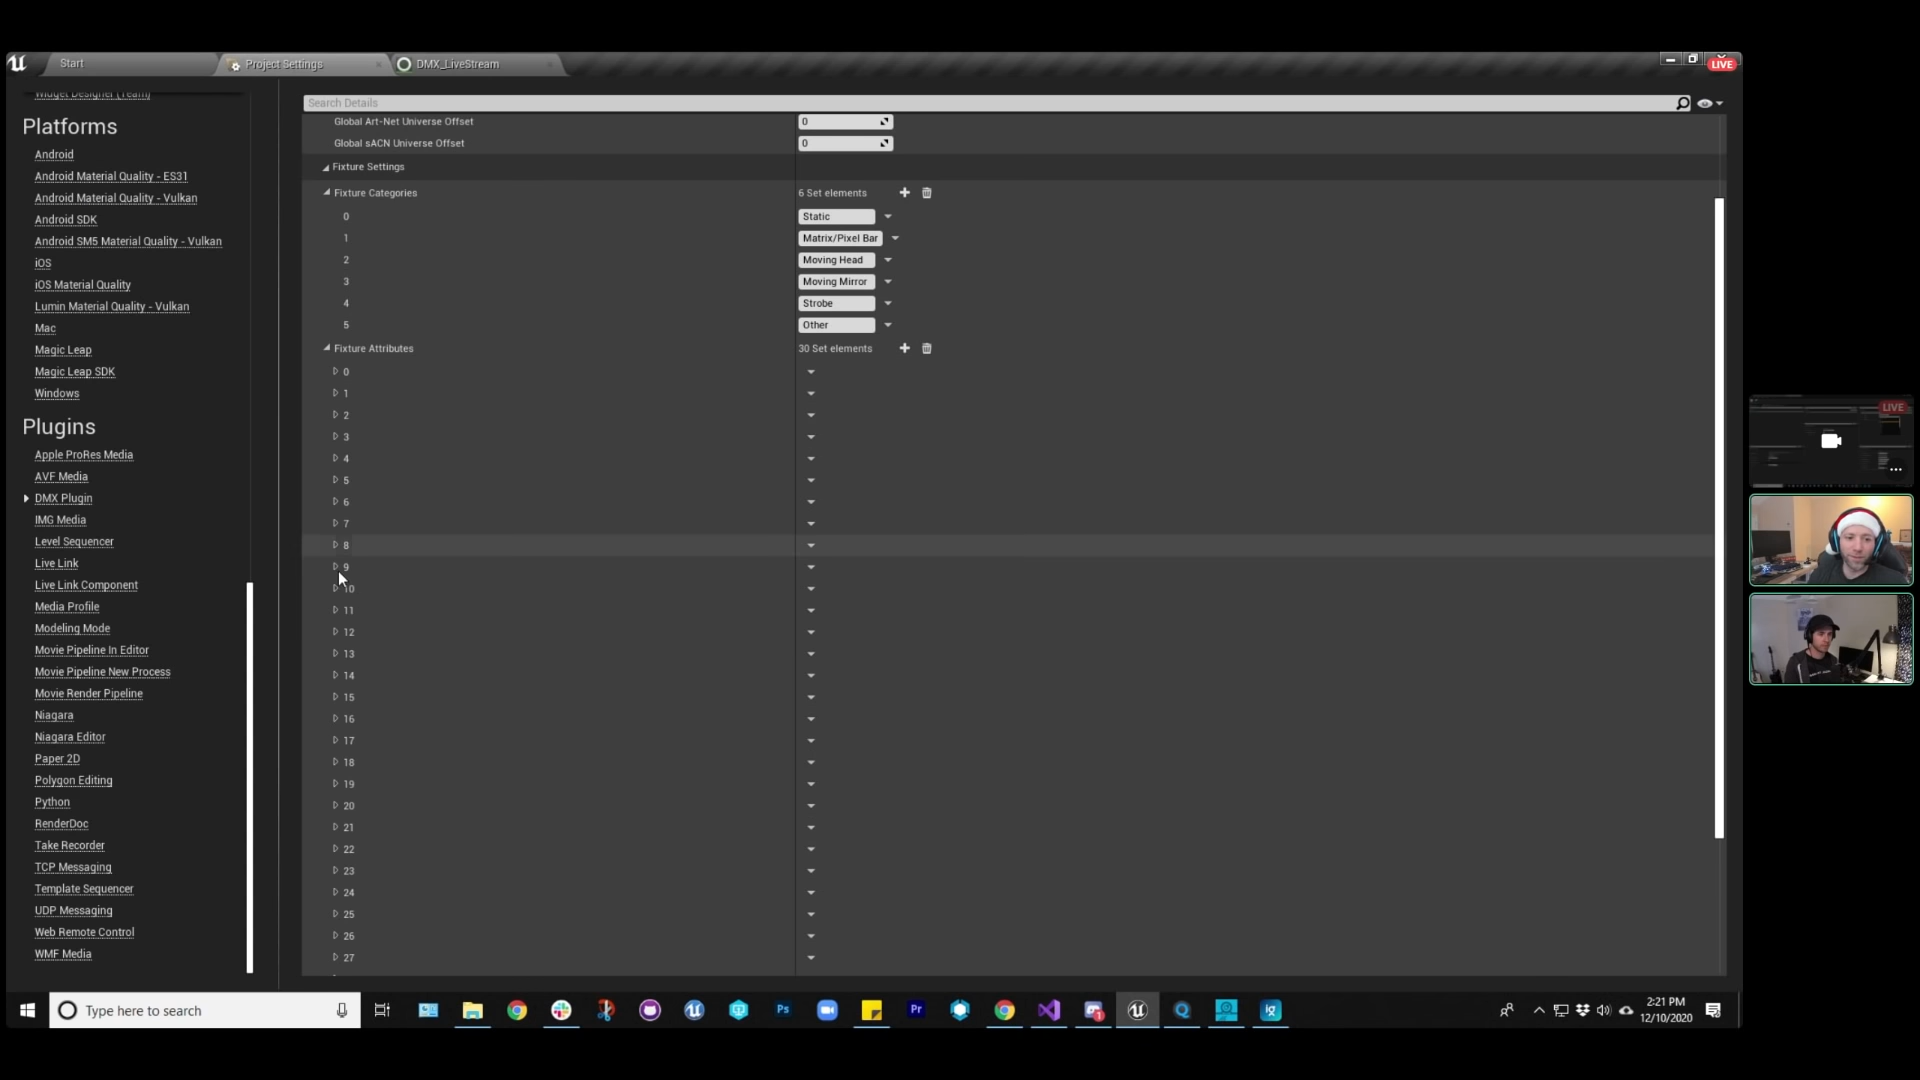 Start
Project Settings
DMX_LiveStream
LIVE
Widget Designer (Team)
Platforms
Android
Android Material Quality - ES31
Android Material Quality - Vulkan
Android SDK
Android SM5 Material Quality - Vulkan
iOS
iOS Material Quality
Lumin Material Quality - Vulkan
Mac
Magic Leap
Magic Leap SDK
Windows
Plugins
Apple ProRes Media
AVF Media
DMX Plugin
IMG Media
Level Sequencer
Live Link
Live Link Component
Media Profile
Modeling Mode
Movie Pipeline In Editor
Movie Pipeline New Process
Movie Render Pipeline
Niagara
Niagara Editor
Paper 2D
Polygon Editing
Python
RenderDoc
Take Recorder
TCP Messaging
Template Sequencer
UDP Messaging
Web Remote Control
WMF Media
Search Details
Global Art-Net Universe Offset 0
Global sACN Universe Offset 0
Fixture Settings
Fixture Categories 6 Set elements
0 Static
1 Matrix/Pixel Bar
2 Moving Head
3 Moving Mirror
4 Strobe
5 Other
Fixture Attributes 30 Set elements
0
1
2
3
4
5
6
7
8
9
10
11
12
13
14
15
16
17
18
19
20
21
22
23
24
25
26
27
LIVE
Type here to search
Ps
Pr
ig
2:21 PM
12/10/2020